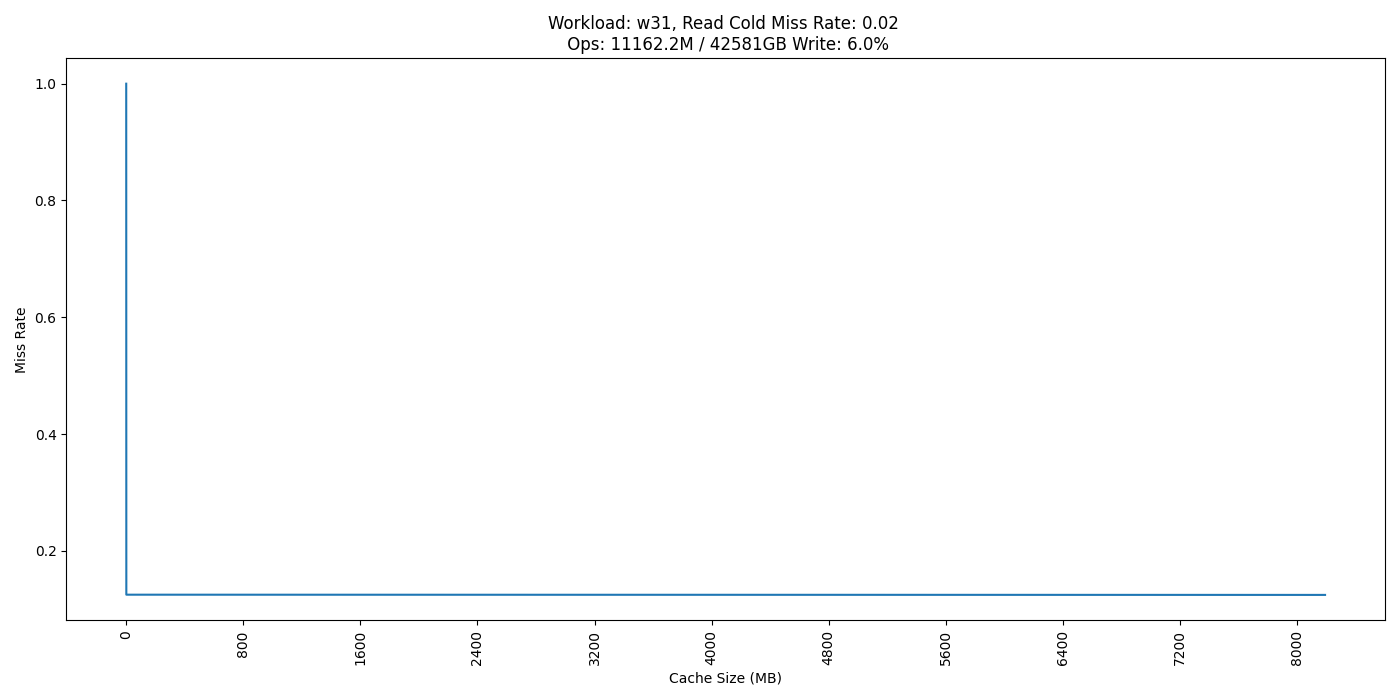 Workload: w31, Read Cold Miss Rate: 0.02
Ops: 11162.2M / 42581GB Write: 6.0%
Miss Rate
1.0
0.8
0.6
0.4
0.2
0 800 1600 2400 3200 4000 4800 5600 6400 7200 8000
Cache Size (MB)